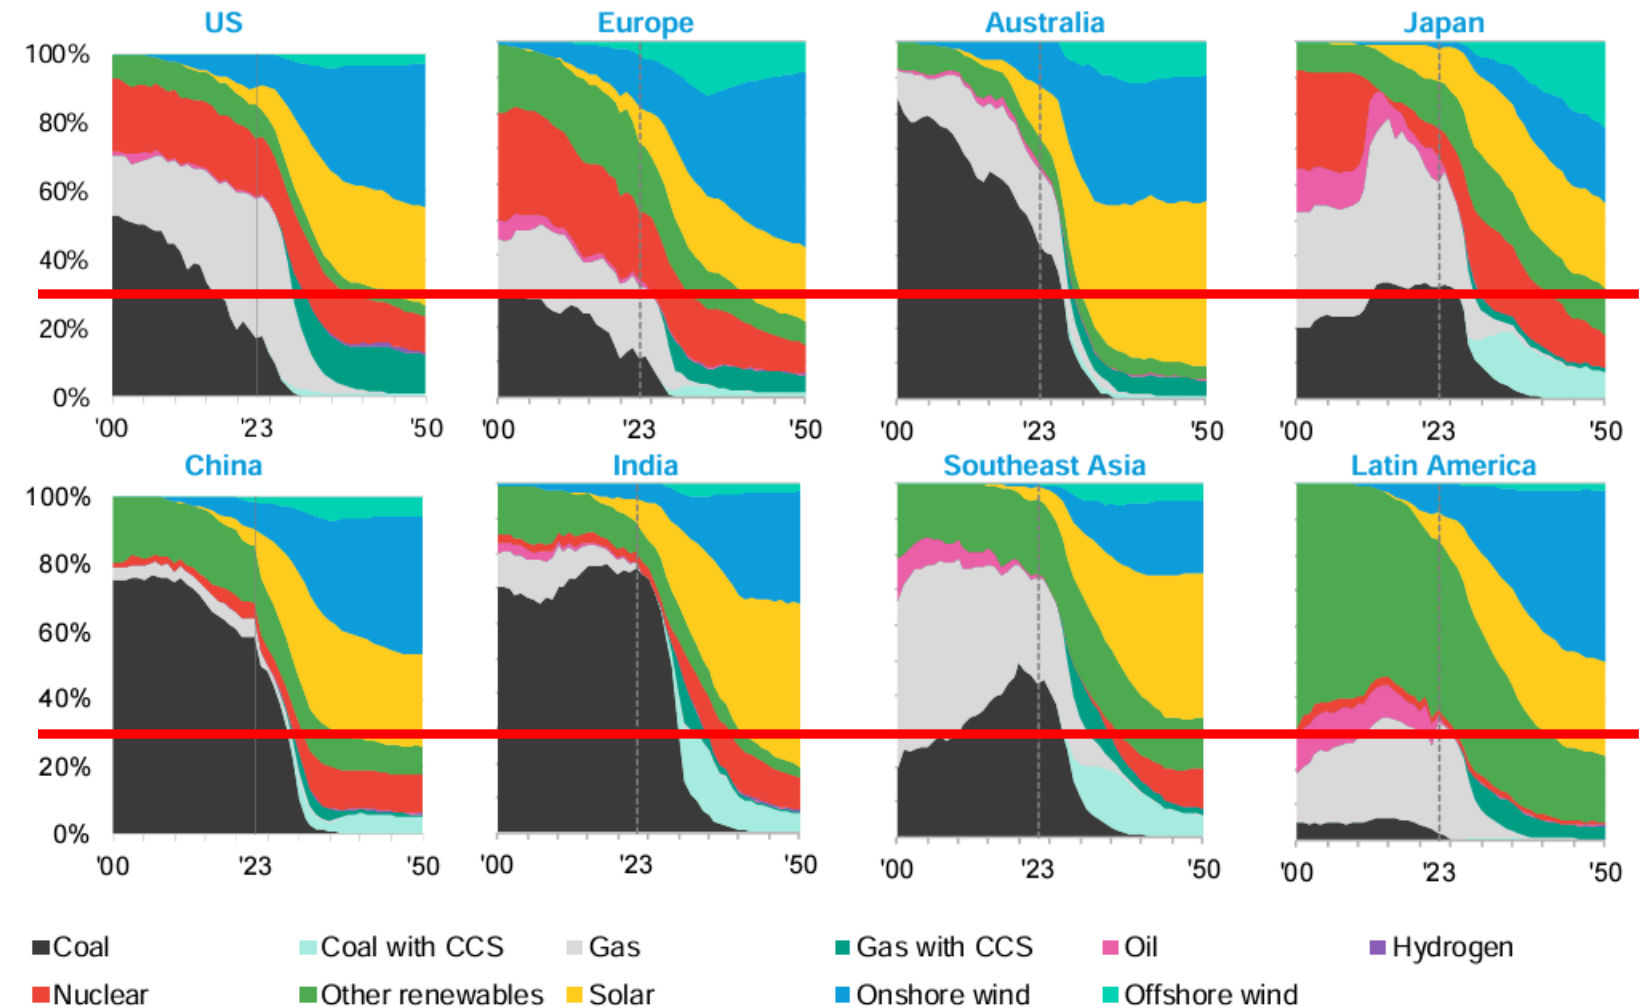 US Europe Australia Japan
100%
80%
60%
40%
20%
0%
'00 '23 '50 '00 '23 '50 '00 '23 '50 '00 '23 '50
China India Southeast Asia Latin America
100%
80%
60%
40%
20%
0%
'00 '23 '50 '00 '23 '50 '00 '23 '50 '00 '23 '50
Coal Coal with CCS Gas Gas with CCS Oil Hydrogen
Nuclear Other renewables Solar Onshore wind Offshore wind